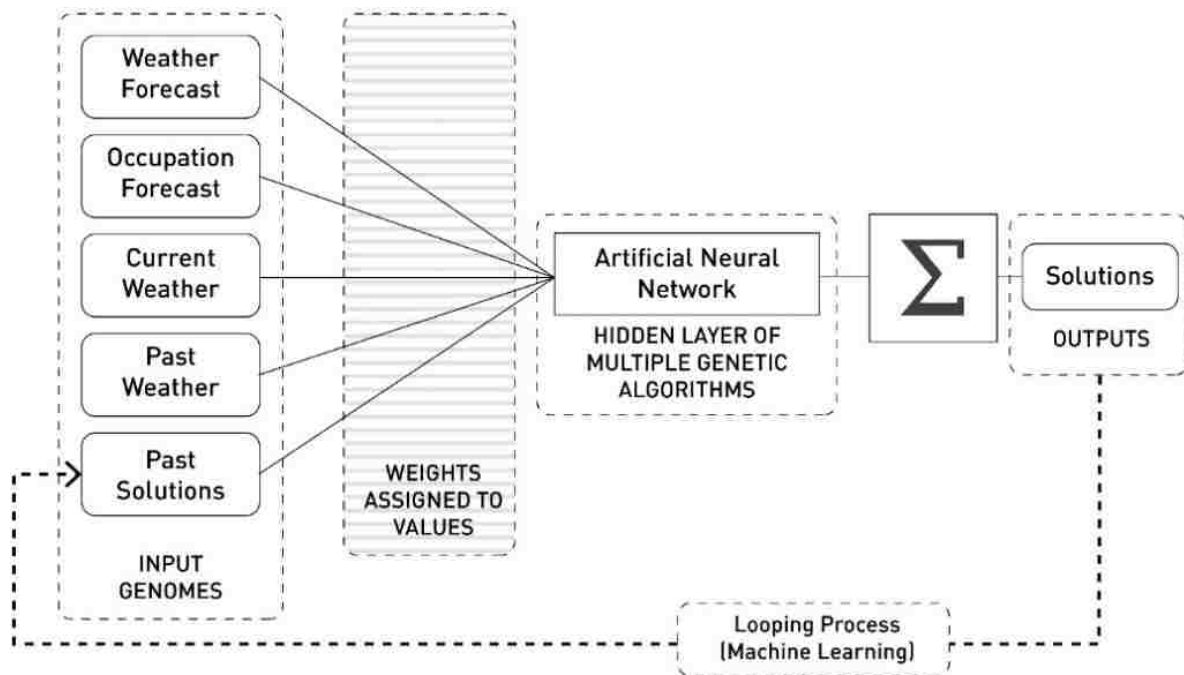 Weather
Forecast
Occupation
Forecast
Current
Weather
Past
Weather
Past
Solutions
INPUT
GENOMES
WEIGHTS
ASSIGNED TO
VALUES
Artificial Neural
Network
HIDDEN LAYER OF
MULTIPLE GENETIC
ALGORITHMS
Σ
Solutions
OUTPUTS
Looping Process
(Machine Learning)